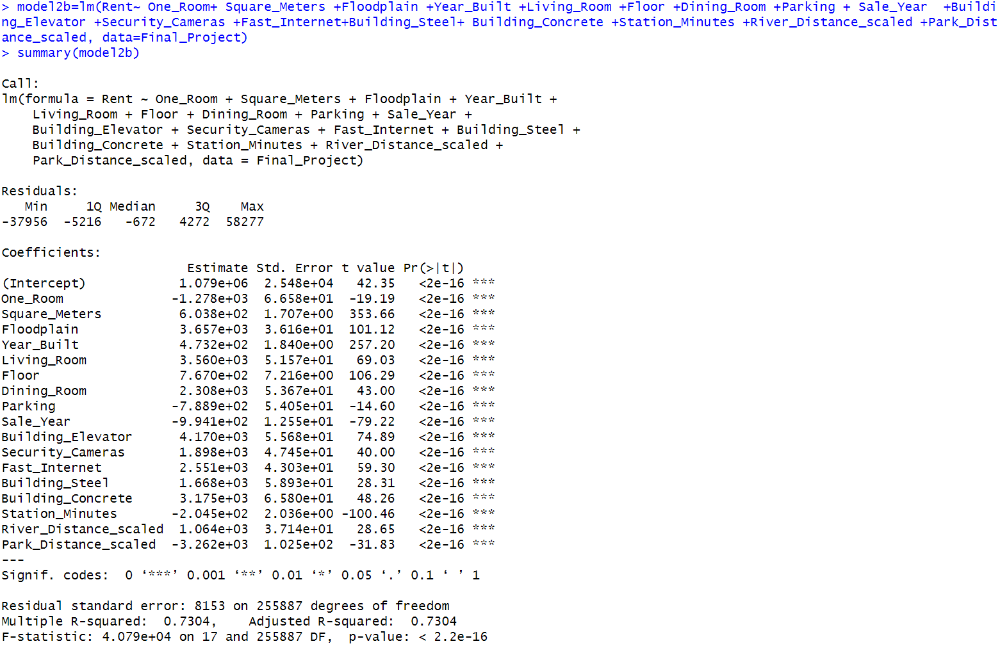 > model2b=lm(Rent~ One_Room+ Square_Meters +Floodplain +Year_Built +Living_Room +Floor +Dining_Room +Parking + Sale_Year  +Buildi
ng_Elevator +Security_Cameras +Fast_Internet+Building_Steel+ Building_Concrete +Station_Minutes +River_Distance_scaled +Park_Dist
ance_scaled, data=Final_Project)
> summary(model2b)

Call:
lm(formula = Rent ~ One_Room + Square_Meters + Floodplain + Year_Built + 
    Living_Room + Floor + Dining_Room + Parking + Sale_Year + 
    Building_Elevator + Security_Cameras + Fast_Internet + Building_Steel + 
    Building_Concrete + Station_Minutes + River_Distance_scaled + 
    Park_Distance_scaled, data = Final_Project)

Residuals:
   Min     1Q Median     3Q    Max 
-37956  -5216   -672   4272  58277 

Coefficients:
                        Estimate Std. Error t value Pr(>|t|)    
(Intercept)            1.079e+06  2.548e+04   42.35   <2e-16 ***
One_Room              -1.278e+03  6.658e+01  -19.19   <2e-16 ***
Square_Meters          6.038e+02  1.707e+00  353.66   <2e-16 ***
Floodplain             3.657e+03  3.616e+01  101.12   <2e-16 ***
Year_Built             4.732e+02  1.840e+00  257.20   <2e-16 ***
Living_Room            3.560e+03  5.157e+01   69.03   <2e-16 ***
Floor                  7.670e+02  7.216e+00  106.29   <2e-16 ***
Dining_Room            2.308e+03  5.367e+01   43.00   <2e-16 ***
Parking               -7.889e+02  5.405e+01  -14.60   <2e-16 ***
Sale_Year             -9.941e+02  1.255e+01  -79.22   <2e-16 ***
Building_Elevator      4.170e+03  5.568e+01   74.89   <2e-16 ***
Security_Cameras       1.898e+03  4.745e+01   40.00   <2e-16 ***
Fast_Internet          2.551e+03  4.303e+01   59.30   <2e-16 ***
Building_Steel         1.668e+03  5.893e+01   28.31   <2e-16 ***
Building_Concrete      3.175e+03  6.580e+01   48.26   <2e-16 ***
Station_Minutes       -2.045e+02  2.036e+00 -100.46   <2e-16 ***
River_Distance_scaled  1.064e+03  3.714e+01   28.65   <2e-16 ***
Park_Distance_scaled  -3.262e+03  1.025e+02  -31.83   <2e-16 ***
---
Signif. codes:  0 ‘***’ 0.001 ‘**’ 0.01 ‘*’ 0.05 ‘.’ 0.1 ‘ ’ 1

Residual standard error: 8153 on 255887 degrees of freedom
Multiple R-squared:  0.7304,	Adjusted R-squared:  0.7304 
F-statistic: 4.079e+04 on 17 and 255887 DF,  p-value: < 2.2e-16